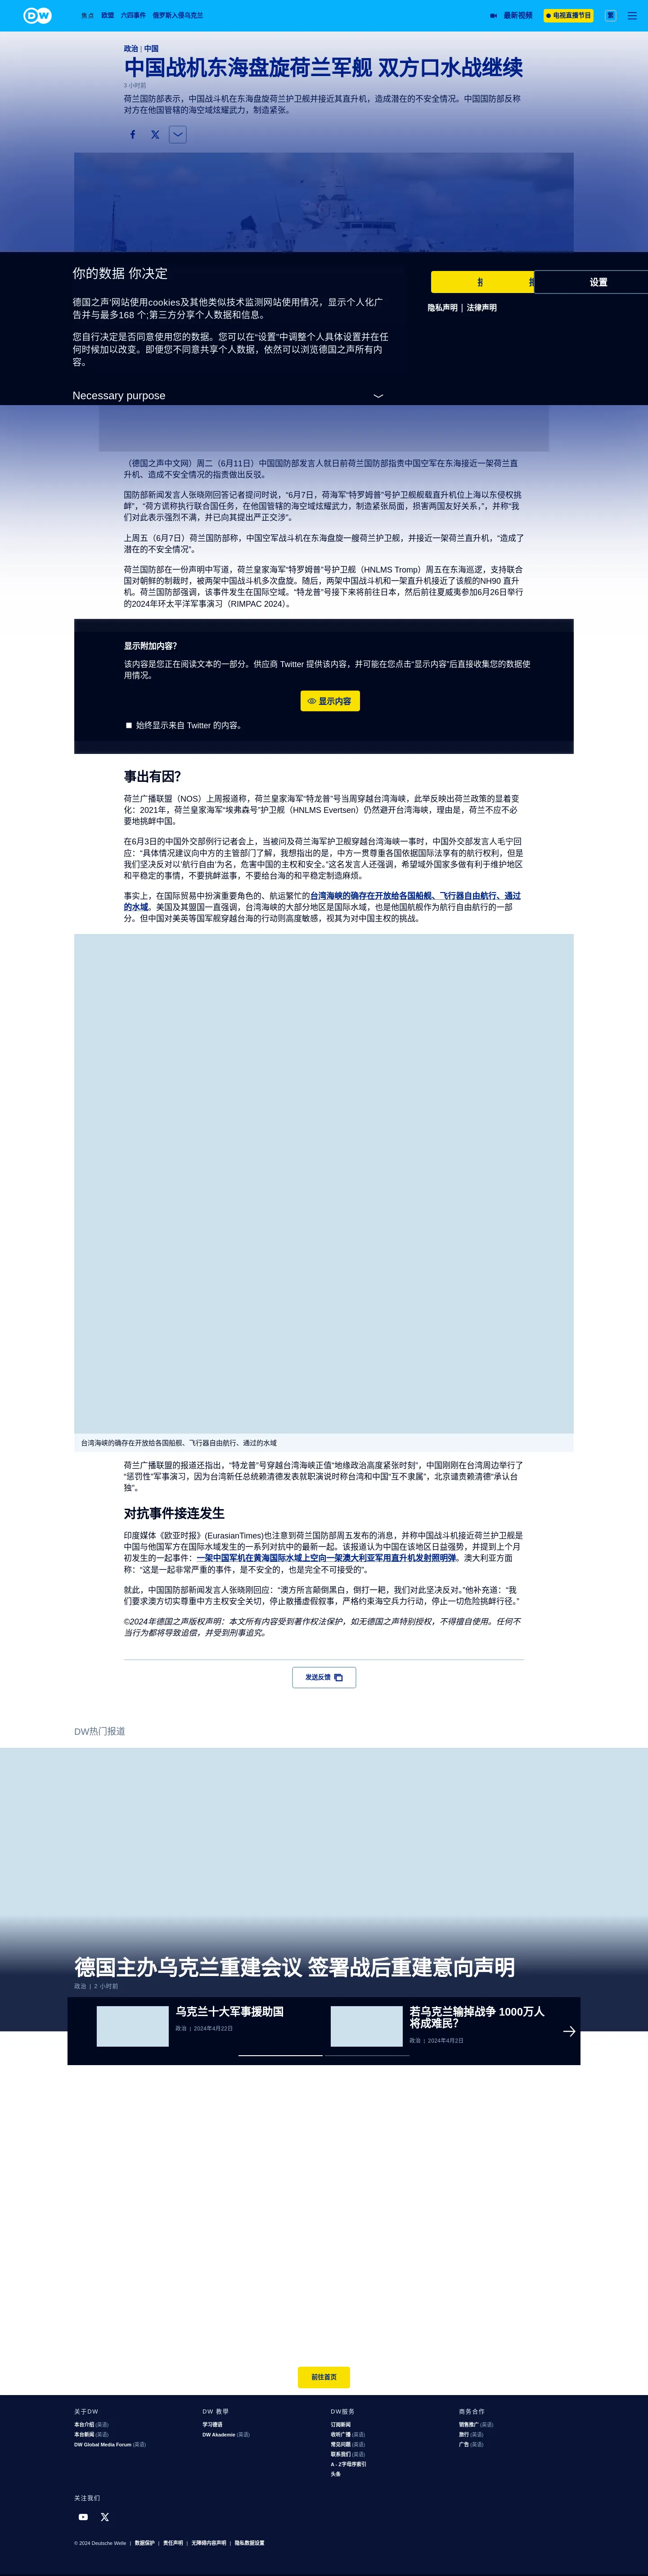 DW
焦点 欧盟 六四事件 俄罗斯入侵乌克兰
最新视频 电视直播节目 繁
政治 | 中国
中国战机东海盘旋荷兰军舰 双方口水战继续
3 小时前
荷兰国防部表示，中国战斗机在东海盘旋荷兰护卫舰并接近其直升机，造成潜在的不安全情况。中国国防部反称
对方在他国管辖的海空域炫耀武力，制造紧张。
你的数据 你决定
德国之声'网站使用cookies及其他类似技术监测网站使用情况，显示个人化广
告并与最多168 个;第三方分享个人数据和信息。
您自行决定是否同意使用您的数据。您可以在“设置”中调整个人具体设置并在任
何时候加以改变。即便您不同意共享个人数据，依然可以浏览德国之声所有内
容。
Necessary purpose
设置
隐私声明 | 法律声明
（德国之声中文网）周二（6月11日）中国国防部发言人就日前荷兰国防部指责中国空军在东海接近一架荷兰直
升机、造成不安全情况的指责做出反驳。
国防部新闻发言人张晓刚回答记者提问时说，“6月7日，荷海军“特罗姆普”号护卫舰舰载直升机位上海以东侵权挑
衅”，“荷方谎称执行联合国任务，在他国管辖的海空域炫耀武力，制造紧张局面，损害两国友好关系，”，并称“我
们对此表示强烈不满，并已向其提出严正交涉”。
上周五（6月7日）荷兰国防部称，中国空军战斗机在东海盘旋一艘荷兰护卫舰，并接近一架荷兰直升机，“造成了
潜在的不安全情况”。
荷兰国防部在一份声明中写道，荷兰皇家海军“特罗姆普”号护卫舰（HNLMS Tromp）周五在东海巡逻，支持联合
国对朝鲜的制裁时，被两架中国战斗机多次盘旋。随后，两架中国战斗机和一架直升机接近了该舰的NH90 直升
机。荷兰国防部强调，该事件发生在国际空域。“特龙普”号接下来将前往日本，然后前往夏威夷参加6月26日举行
的2024年环太平洋军事演习（RIMPAC 2024）。
显示附加内容？
该内容是您正在阅读文本的一部分。供应商 Twitter 提供该内容，并可能在您点击“显示内容”后直接收集您的数据使
用情况。
显示内容
始终显示来自 Twitter 的内容。
事出有因？
荷兰广播联盟（NOS）上周报道称，荷兰皇家海军“特龙普”号当周穿越台湾海峡，此举反映出荷兰政策的显着变
化：2021年，荷兰皇家海军“埃弗森号”护卫舰（HNLMS Evertsen）仍然避开台湾海峡，理由是，荷兰不应不必
要地挑衅中国。
在6月3日的中国外交部例行记者会上，当被问及荷兰海军护卫舰穿越台湾海峡一事时，中国外交部发言人毛宁回
应：“具体情况建议向中方的主管部门了解，我想指出的是，中方一贯尊重各国依据国际法享有的航行权利，但是
我们坚决反对以'航行自由'为名，危害中国的主权和安全。”这名发言人还强调，希望域外国家多做有利于维护地区
和平稳定的事情，不要挑衅滋事，不要给台海的和平稳定制造麻烦。
事实上，在国际贸易中扮演重要角色的、航运繁忙的台湾海峡的确存在开放给各国船舰、飞行器自由航行、通过
的水域。美国及其盟国一直强调，台湾海峡的大部分地区是国际水域，也是他国航舰作为航行自由航行的一部
分。但中国对美英等国军舰穿越台海的行动则高度敏感，视其为对中国主权的挑战。
台湾海峡的确存在开放给各国船舰、飞行器自由航行、通过的水域
荷兰广播联盟的报道还指出，“特龙普”号穿越台湾海峡正值“地缘政治高度紧张时刻”，中国刚刚在台湾周边举行了
“惩罚性”军事演习，因为台湾新任总统赖清德发表就职演说时称台湾和中国“互不隶属”，北京谴责赖清德“承认台
独”。
对抗事件接连发生
印度媒体《欧亚时报》(EurasianTimes)也注意到荷兰国防部周五发布的消息，并称中国战斗机接近荷兰护卫舰是
中国与他国军方在国际水域发生的一系列对抗中的最新一起。该报道认为中国在该地区日益强势，并提到上个月
初发生的一起事件：一架中国军机在黄海国际水域上空向一架澳大利亚军用直升机发射照明弹。澳大利亚方面
称：“这是一起非常严重的事件，是不安全的，也是完全不可接受的”。
就此，中国国防部新闻发言人张晓刚回应：“澳方所言颠倒黑白，倒打一耙，我们对此坚决反对。”他补充道：“我
们要求澳方切实尊重中方主权安全关切，停止散播虚假叙事，严格约束海空兵力行动，停止一切危险挑衅行径。”
©2024年德国之声版权声明：本文所有内容受到著作权法保护，如无德国之声特别授权，不得擅自使用。任何不
当行为都将导致追偿，并受到刑事追究。
发送反馈
DW热门报道
德国主办乌克兰重建会议 签署战后重建意向声明
政治 | 2 小时前
乌克兰十大军事援助国
政治 | 2024年4月22日
若乌克兰输掉战争 1000万人
将成难民？
政治 | 2024年4月2日
前往首页
关于DW
本台介绍 (英语)
本台新闻 (英语)
DW Global Media Forum (英语)
DW 教學
学习德语
DW Akademie (英语)
DW服务
订阅新闻
收听广播 (英语)
常见问题 (英语)
联系我们 (英语)
A - Z字母序索引
头条
商务合作
销售推广 (英语)
旅行 (英语)
广告 (英语)
关注我们
© 2024 Deutsche Welle | 数据保护 | 责任声明 | 无障碍内容声明 | 隐私数据设置